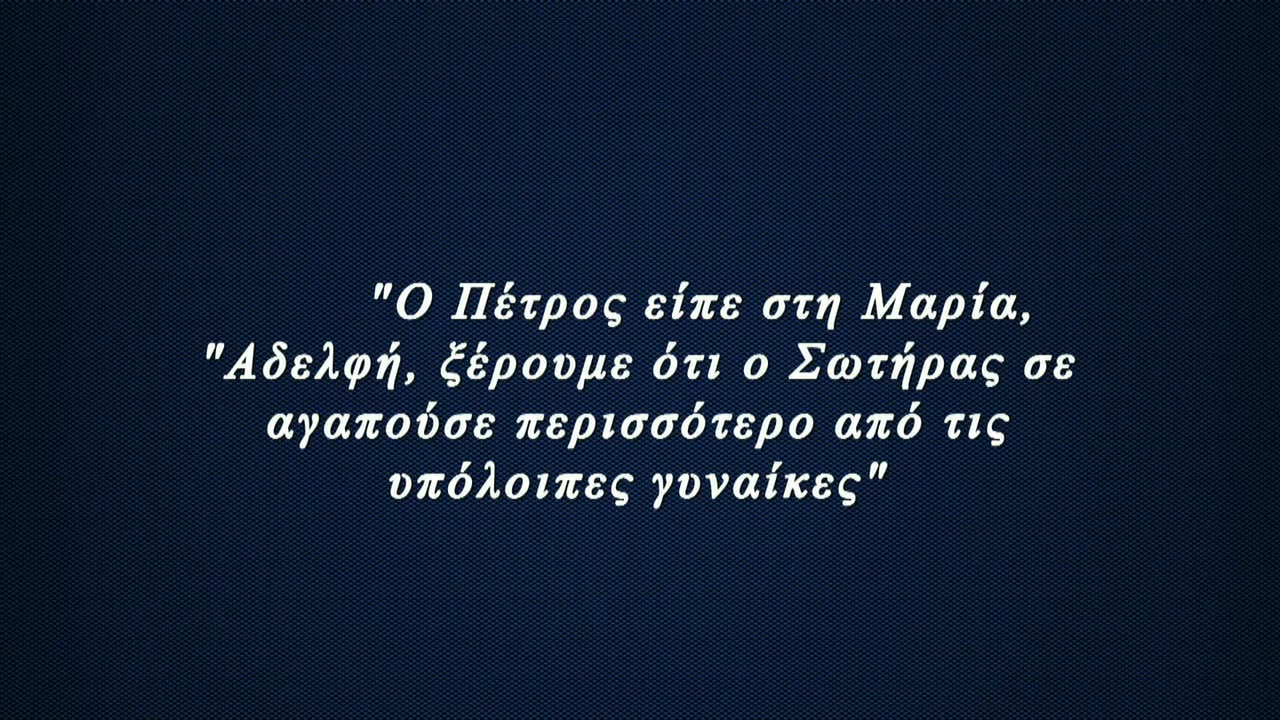 "Ο Πέτρος είπε στη Μαρία,
"Αδελφή, ξέρουμε ότι ο Σωτήρας σε
αγαπούσε περισσότερο από τις
υπόλοιπες γυναίκες"